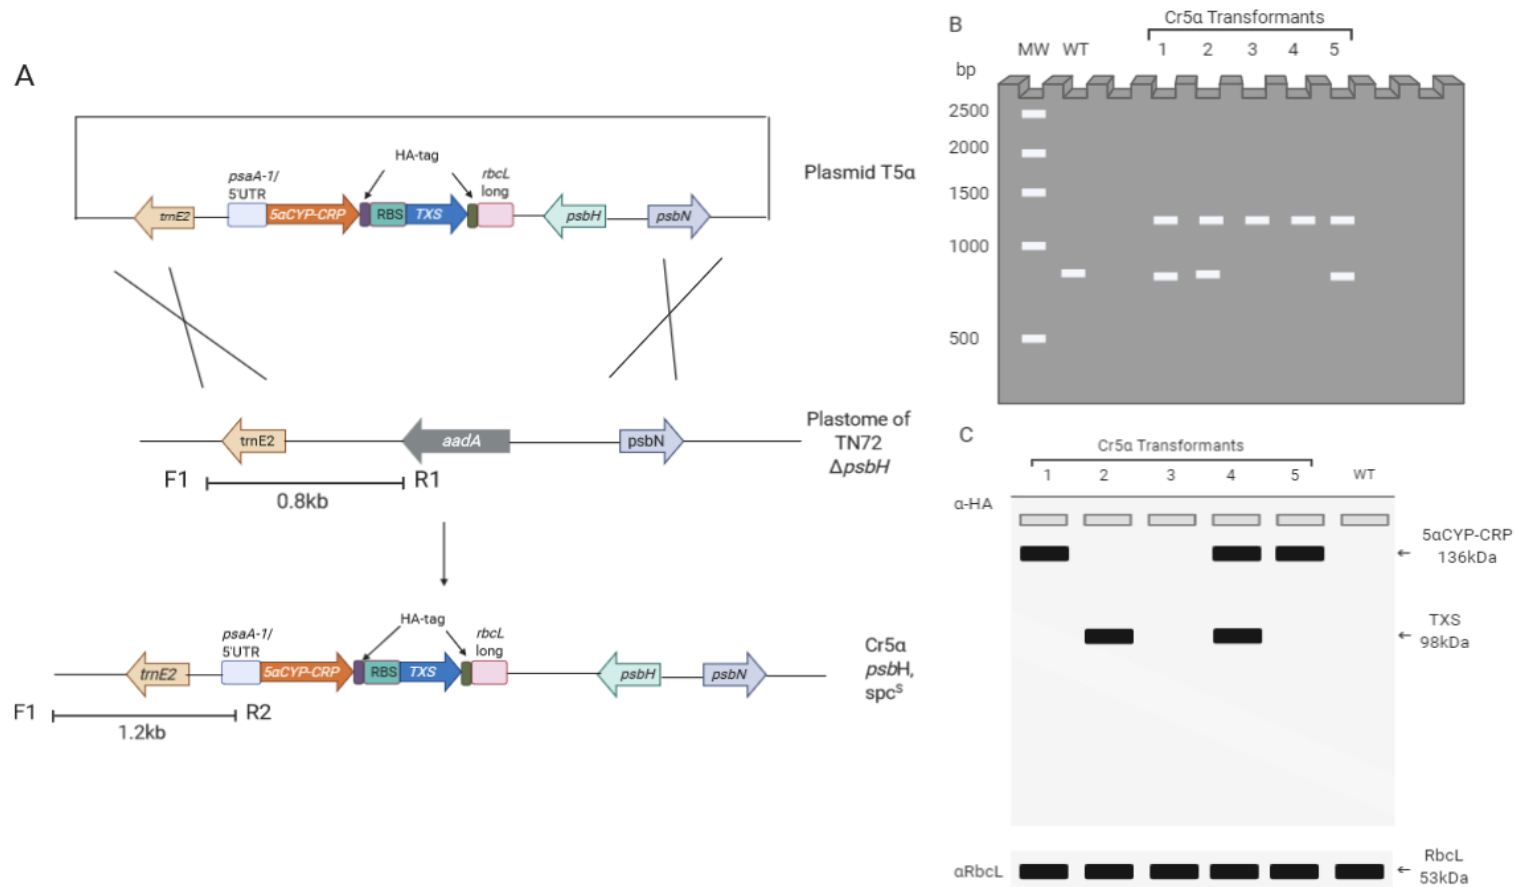 A
HA-tag
psaA-1/
5'UTR
rbcL
long
trnE2
5αCYP-CRP
RBS
TXS
psbH
psbN
Plasmid T5α
trnE2
aadA
psbN
Plastome of
TN72
ΔpsbH
F1
R1
0.8kb
HA-tag
psaA-1/
5'UTR
rbcL
long
trnE2
5αCYP-CRP
RBS
TXS
psbH
psbN
Cr5α
psbH,
spcˢ
F1
R2
1.2kb
B
Cr5α Transformants
MW WT 1 2 3 4 5
bp
2500
2000
1500
1000
500
C
Cr5α Transformants
1 2 3 4 5 WT
α-HA
5αCYP-CRP
← 136kDa
TXS
← 98kDa
αRbcL
RbcL
← 53kDa